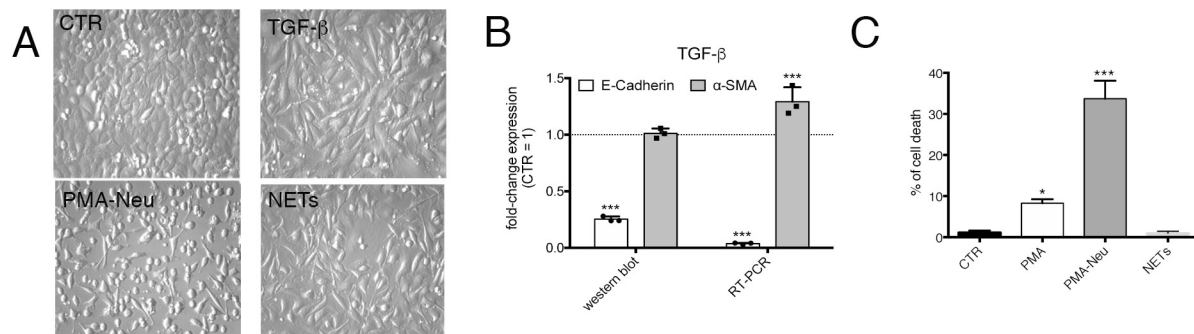 A
CTR
TGF-β
PMA-Neu
NETs
B
TGF-β
E-Cadherin
α-SMA
fold-change expression
(CTR = 1)
1.5
1.0
0.5
0.0
***
***
***
western blot
RT-PCR
C
% of cell death
40
30
20
10
0
*
***
CTR
PMA
PMA-Neu
NETs